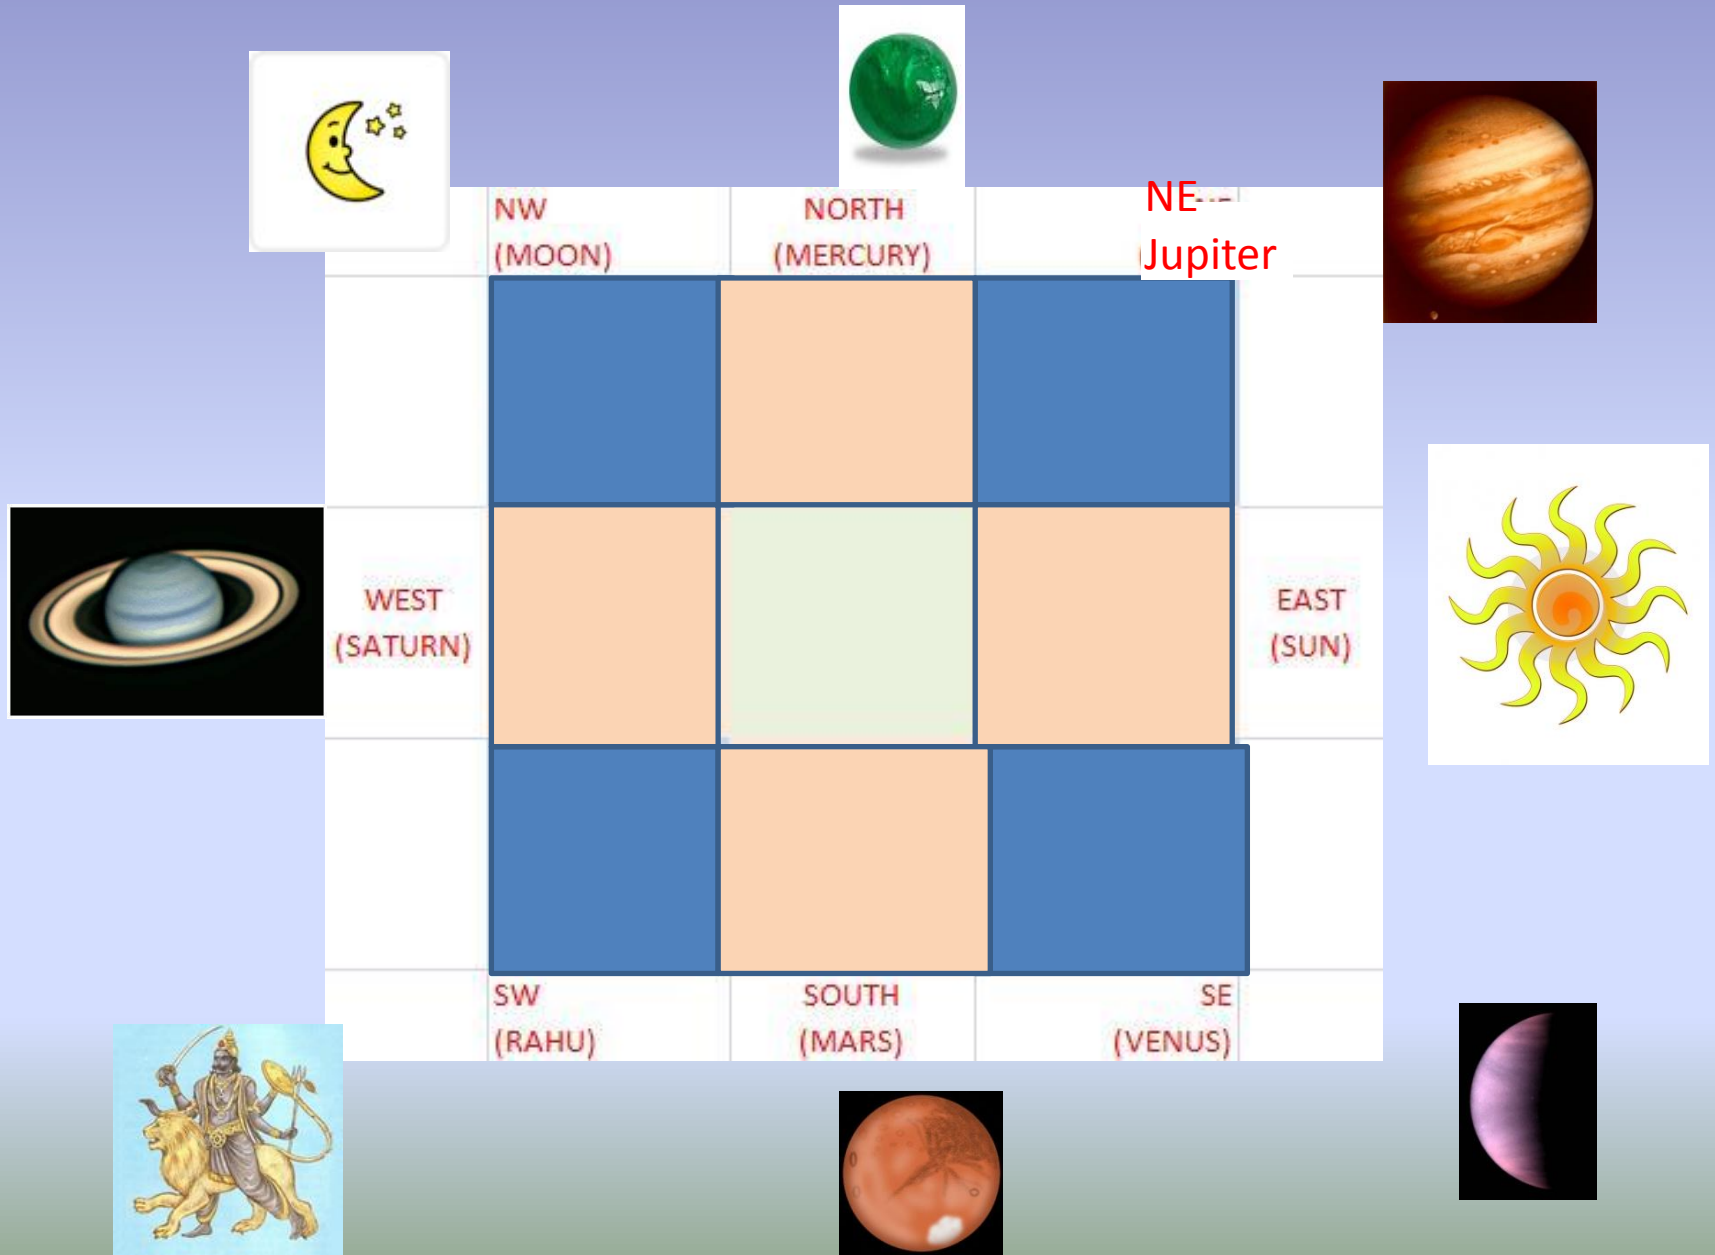 NW
(MOON)
NORTH
(MERCURY)
NE
Jupiter
WEST
(SATURN)
EAST
(SUN)
SW
(RAHU)
SOUTH
(MARS)
SE
(VENUS)